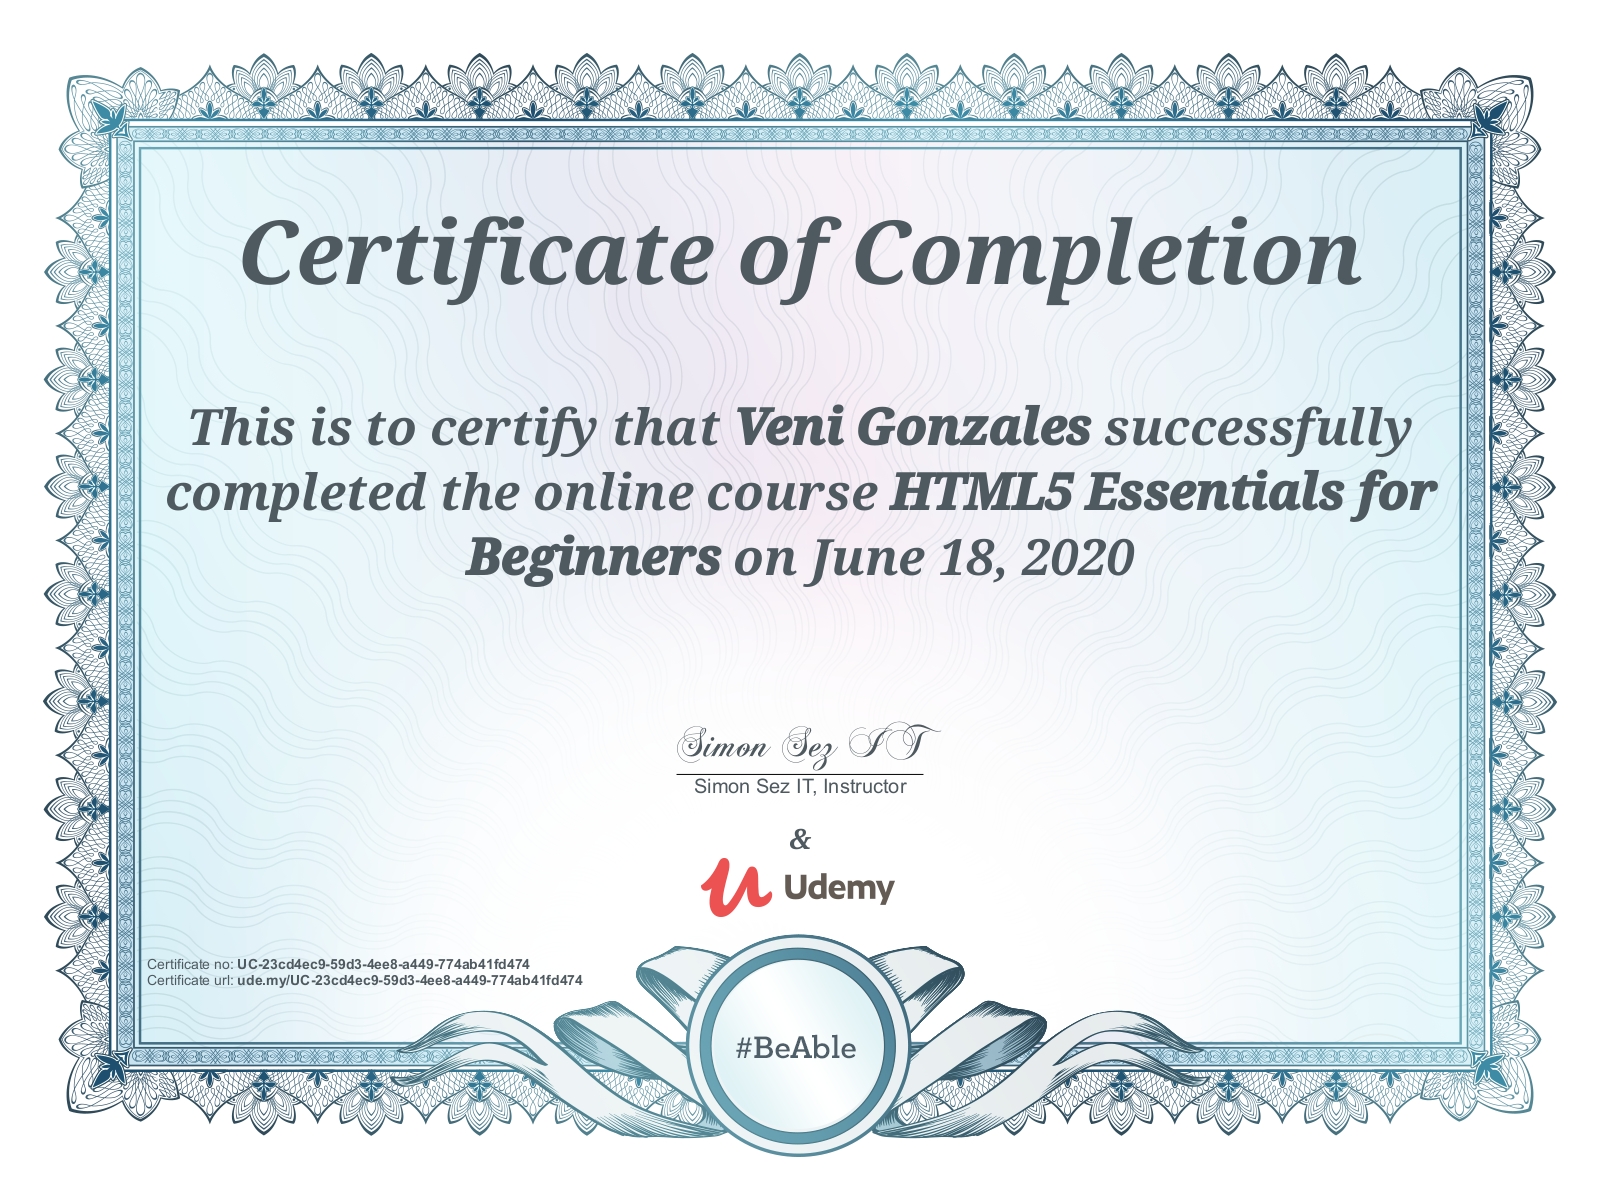 Certificate of Completion
This is to certify that Veni Gonzales successfully
completed the online course HTML5 Essentials for
Beginners on June 18, 2020
Simon Sez IT
Simon Sez IT, Instructor
&
Udemy
Certificate no: UC-23cd4ec9-59d3-4ee8-a449-774ab41fd474
Certificate url: ude.my/UC-23cd4ec9-59d3-4ee8-a449-774ab41fd474
#BeAble